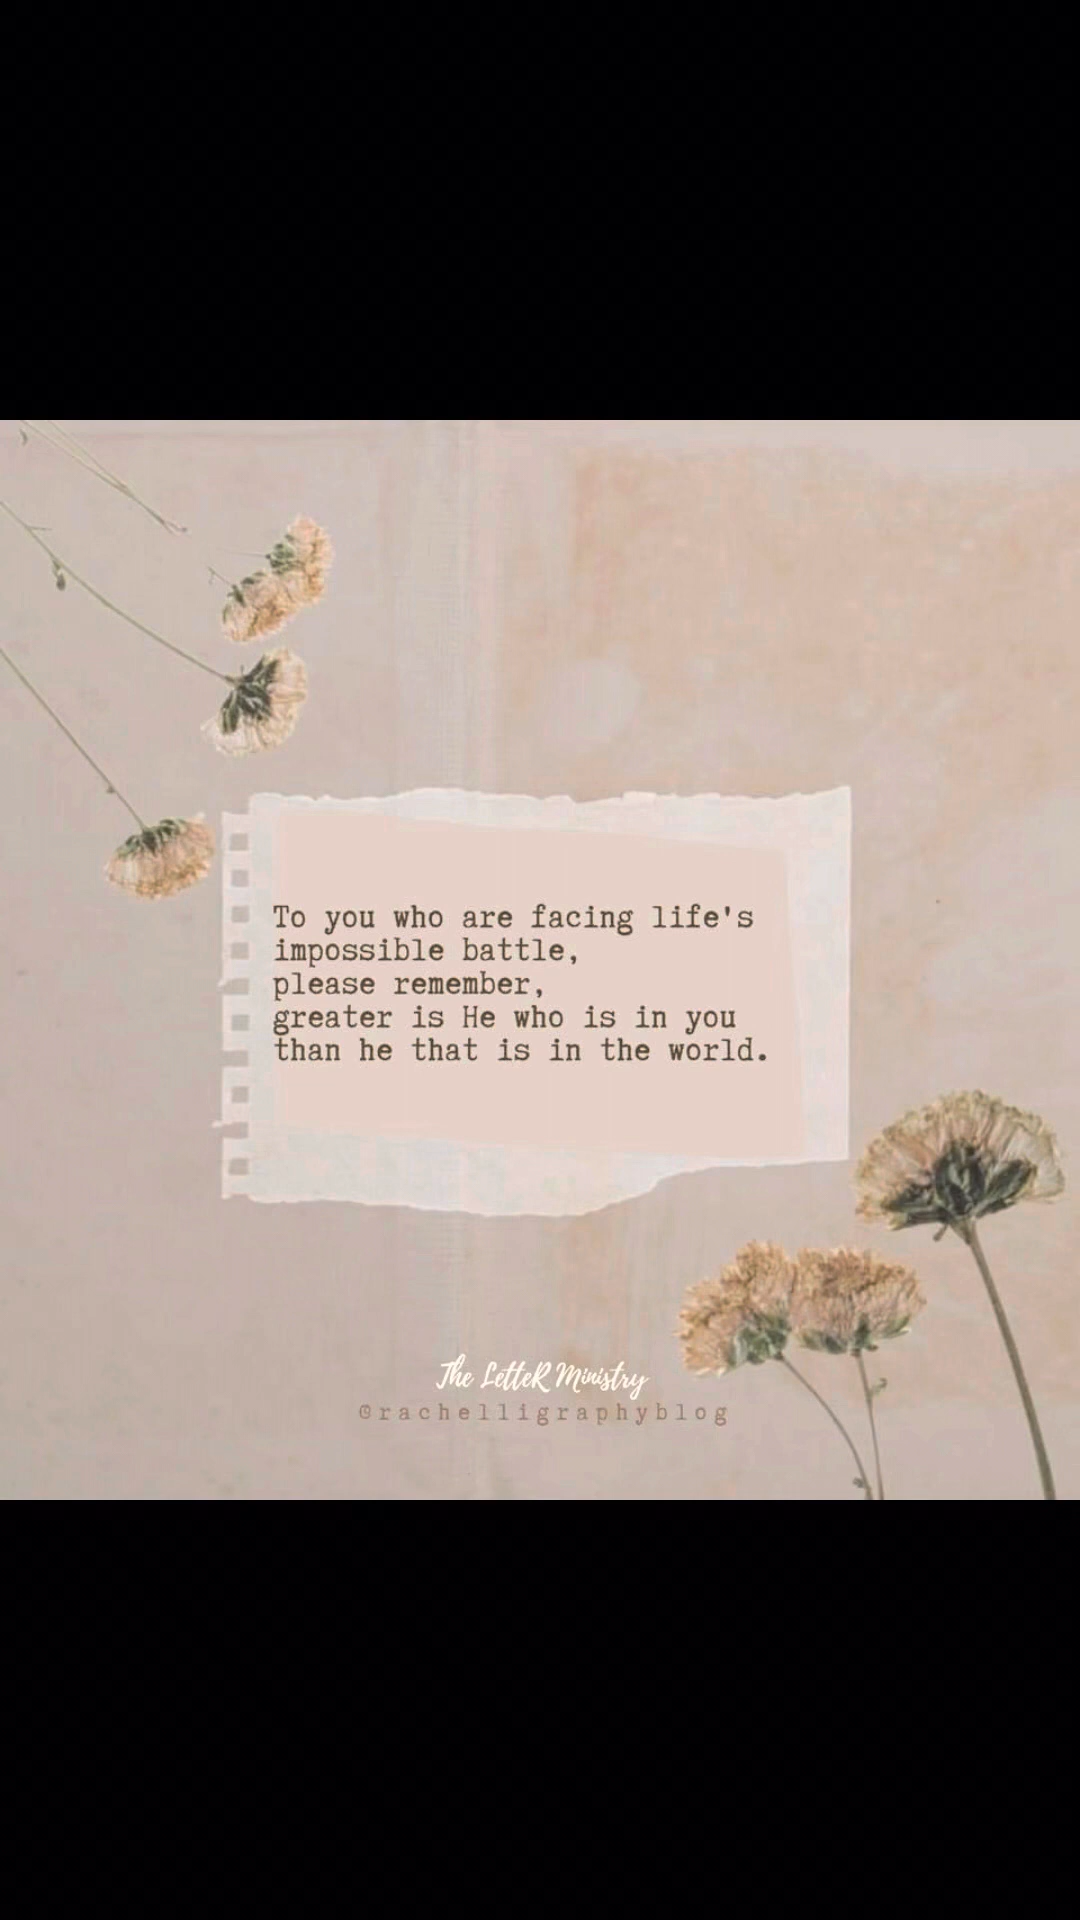 To you who are facing life's
impossible battle,
please remember,
greater is He who is in you
than he that is in the world.
The LetteR Ministry
@rachelligraphyblog